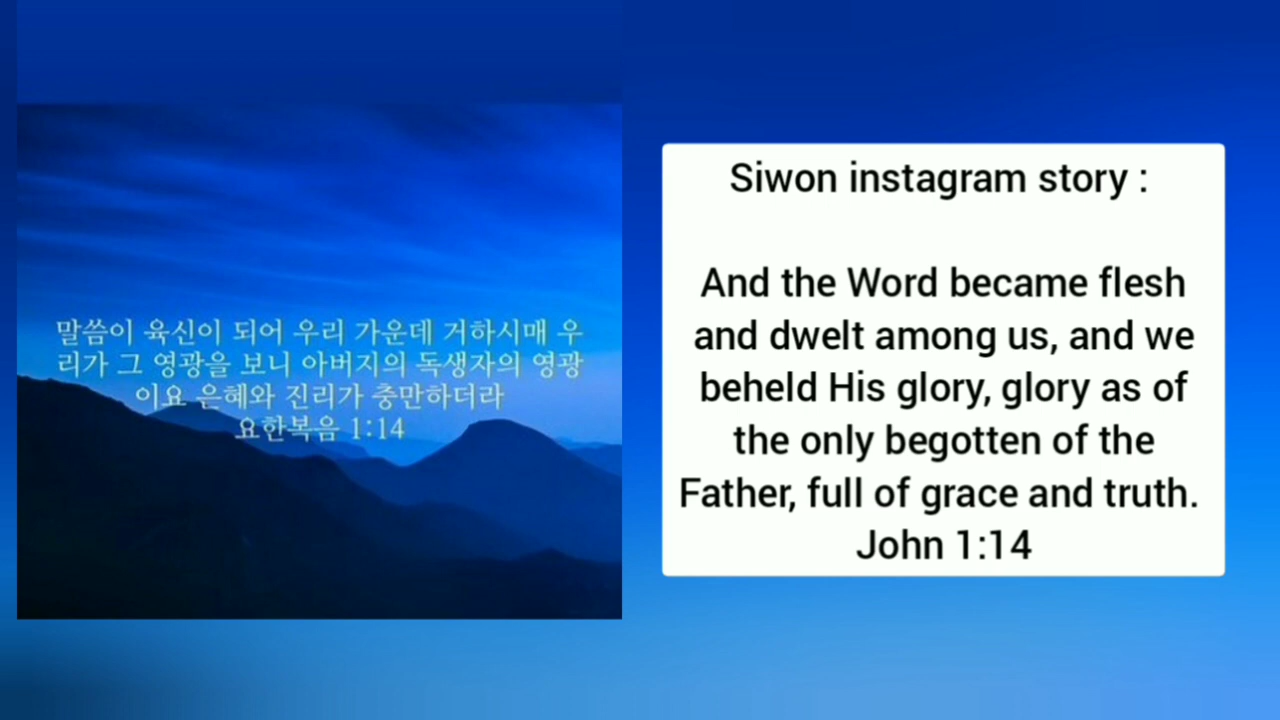 말씀이 육신이 되어 우리 가운데 거하시매 우
리가 그 영광을 보니 아버지의 독생자의 영광
이요 은혜와 진리가 충만하더라
요한복음 1:14
Siwon instagram story :
And the Word became flesh
and dwelt among us, and we
beheld His glory, glory as of
the only begotten of the
Father, full of grace and truth.
John 1:14